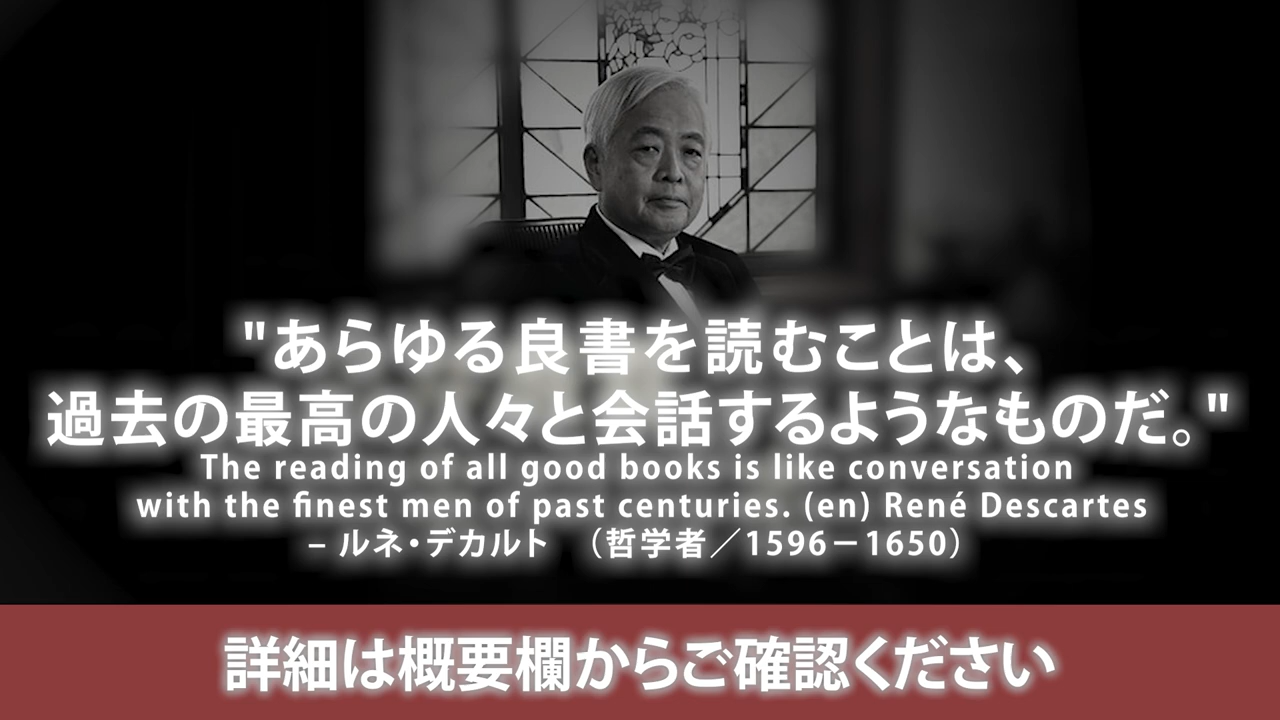 "あらゆる良書を読むことは、
過去の最高の人々と会話するようなものだ。"
The reading of all good books is like conversation
with the finest men of past centuries. (en) René Descartes
– ルネ・デカルト　（哲学者／1596－1650）
詳細は概要欄からご確認ください